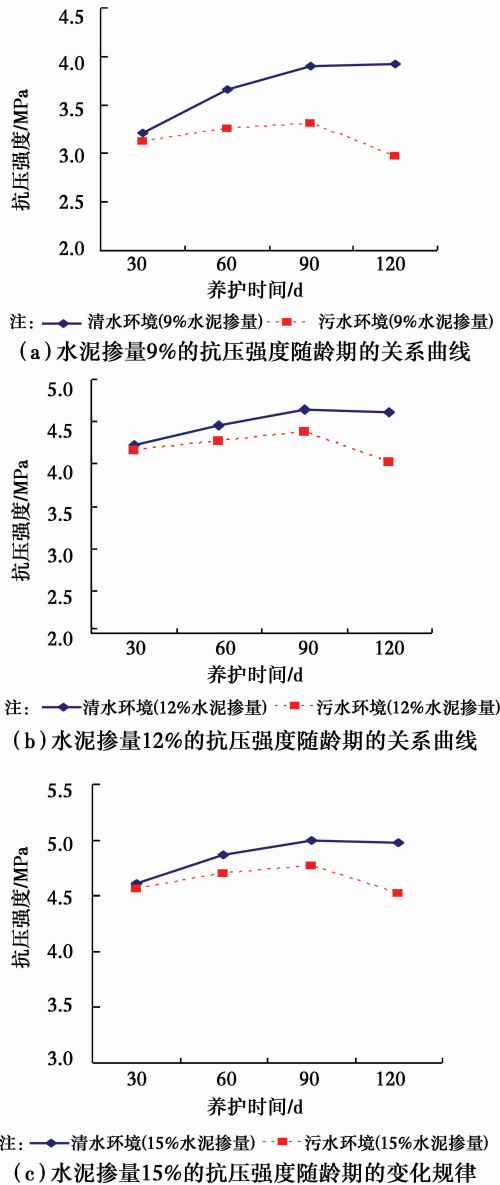 4.5
4.0
3.5
3.0
2.5
2.0
抗压强度/MPa
30 60 90 120
养护时间/d
注: 清水环境(9%水泥掺量) 污水环境(9%水泥掺量)
(a)水泥掺量9%的抗压强度随龄期的关系曲线
5.0
4.5
4.0
3.5
3.0
2.5
2.0
抗压强度/MPa
30 60 90 120
养护时间/d
注: 清水环境(12%水泥掺量) 污水环境(12%水泥掺量)
(b)水泥掺量12%的抗压强度随龄期的关系曲线
5.5
5.0
4.5
4.0
3.5
3.0
抗压强度/MPa
30 60 90 120
养护时间/d
注: 清水环境(15%水泥掺量) 污水环境(15%水泥掺量)
(c)水泥掺量15%的抗压强度随龄期的变化规律